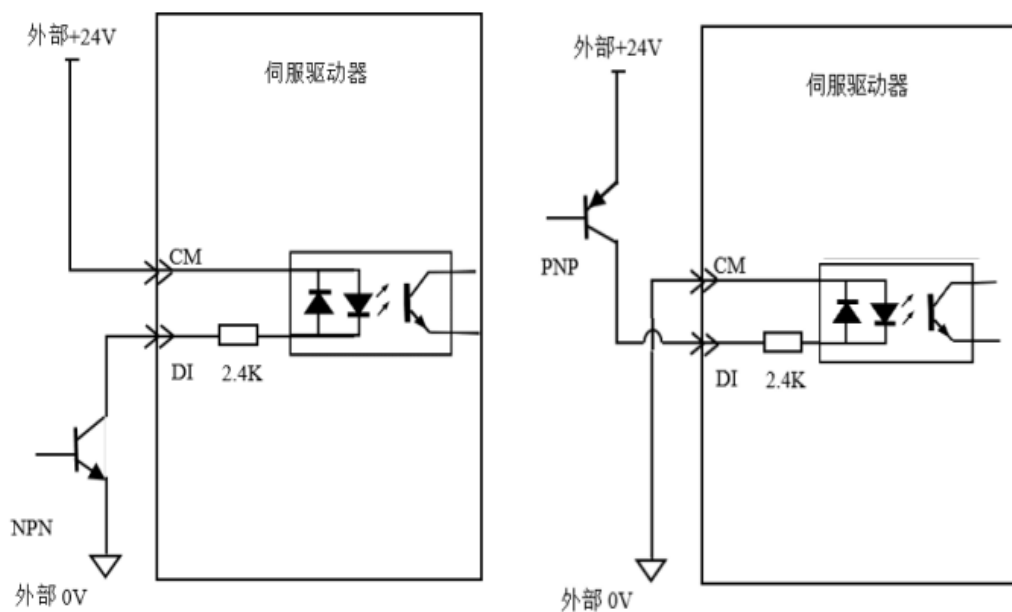 外部+24V
伺服驱动器
CM
DI
2.4K
NPN
外部 0V
外部+24V
伺服驱动器
PNP
CM
DI
2.4K
外部 0V